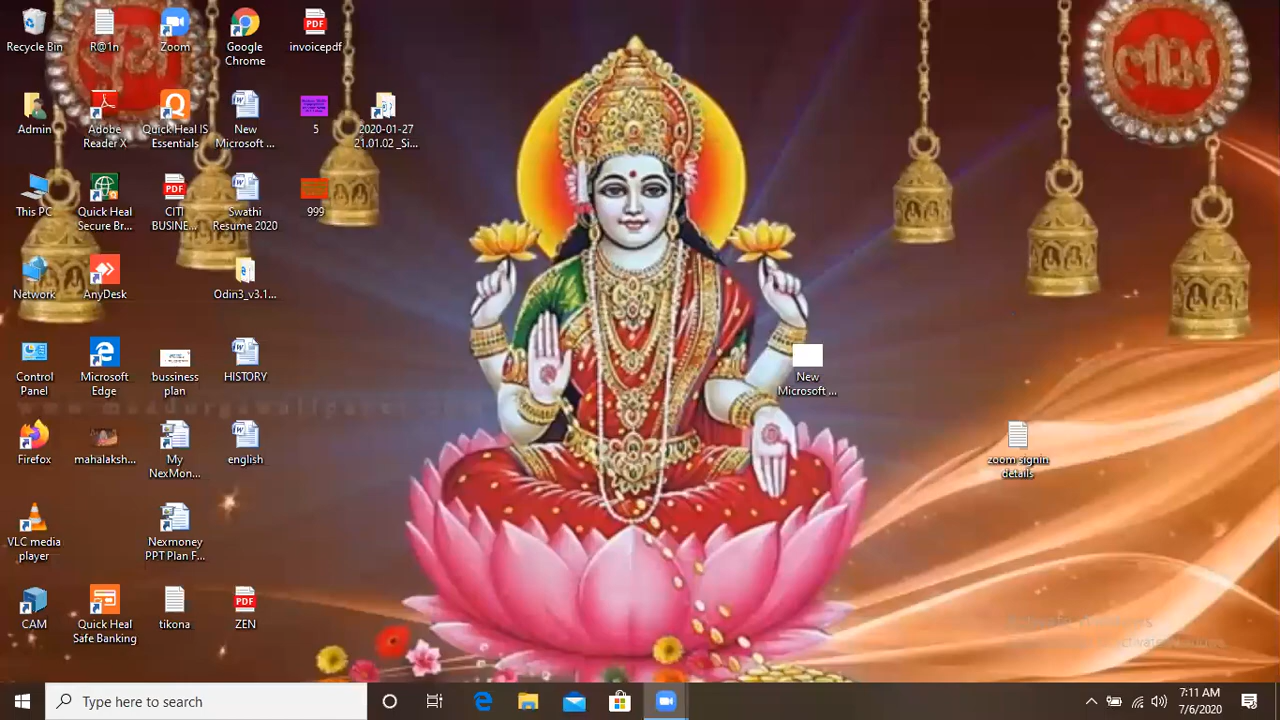 Recycle Bin
R@1n
Zoom
Google
Chrome
invoicepdf
Admin
Adobe
Reader X
Quick Heal IS
Essentials
New
Microsoft ...
5
2020-01-27
21.01.02 _Si...
This PC
Quick Heal
Secure Br...
CITI
BUSINE...
Swathi
Resume 2020
999
Network
AnyDesk
Odin3_v3.1...
Control
Panel
Microsoft
Edge
bussiness
plan
HISTORY
New
Microsoft ...
Firefox
mahalaksh...
My
NexMon...
english
zoom signin
details
VLC media
player
Nexmoney
PPT Plan F...
CAM
Quick Heal
Safe Banking
tikona
ZEN
Type here to search
7:11 AM
7/6/2020